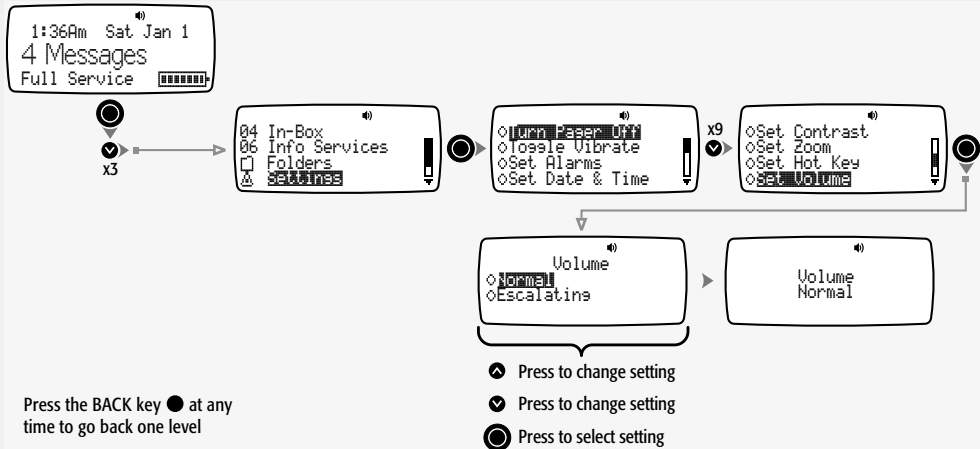 1:36Am Sat Jan 1
4 Messages
Full Service
x3
04 In-Box
06 Info Services
Folders
Settings
Turn Pager Off
Toggle Vibrate
Set Alarms
Set Date & Time
x9
Set Contrast
Set Zoom
Set Hot Key
Set Volume
Volume
Normal
Escalating
Volume
Normal
Press to change setting
Press to change setting
Press to select setting
Press the BACK key at any
time to go back one level